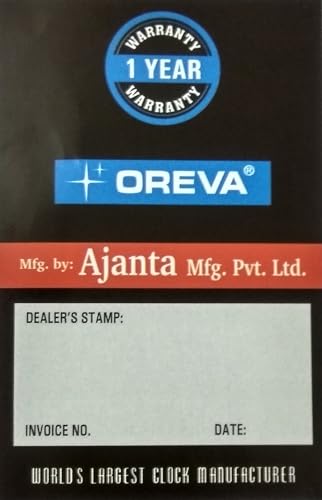 WARRANTY
1 YEAR
WARRANTY
OREVA®
Mfg. by: Ajanta Mfg. Pvt. Ltd.
DEALER'S STAMP:
INVOICE NO. DATE:
WORLD'S LARGEST CLOCK MANUFACTURER